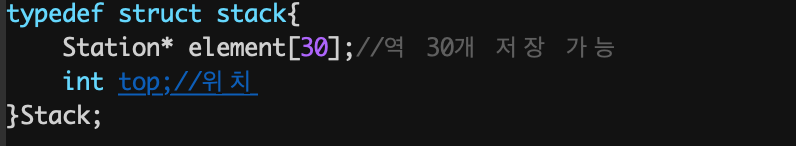 typedef struct stack{
    Station* element[30];//역 30개 저장 가능
    int top;//위치
}Stack;